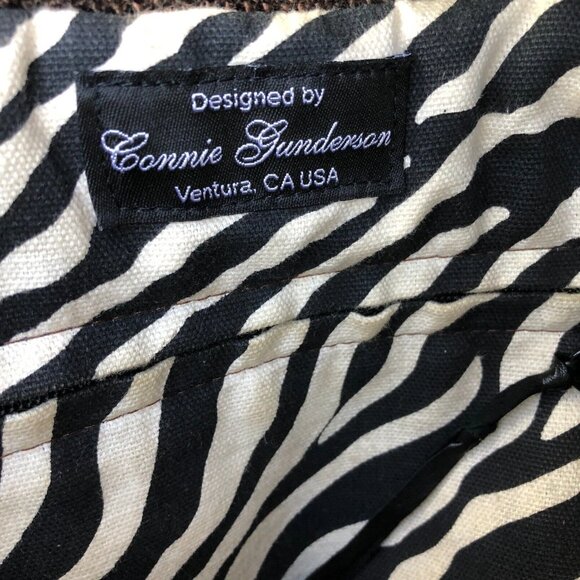 Designed by
Connie Gunderson
Ventura, CA USA